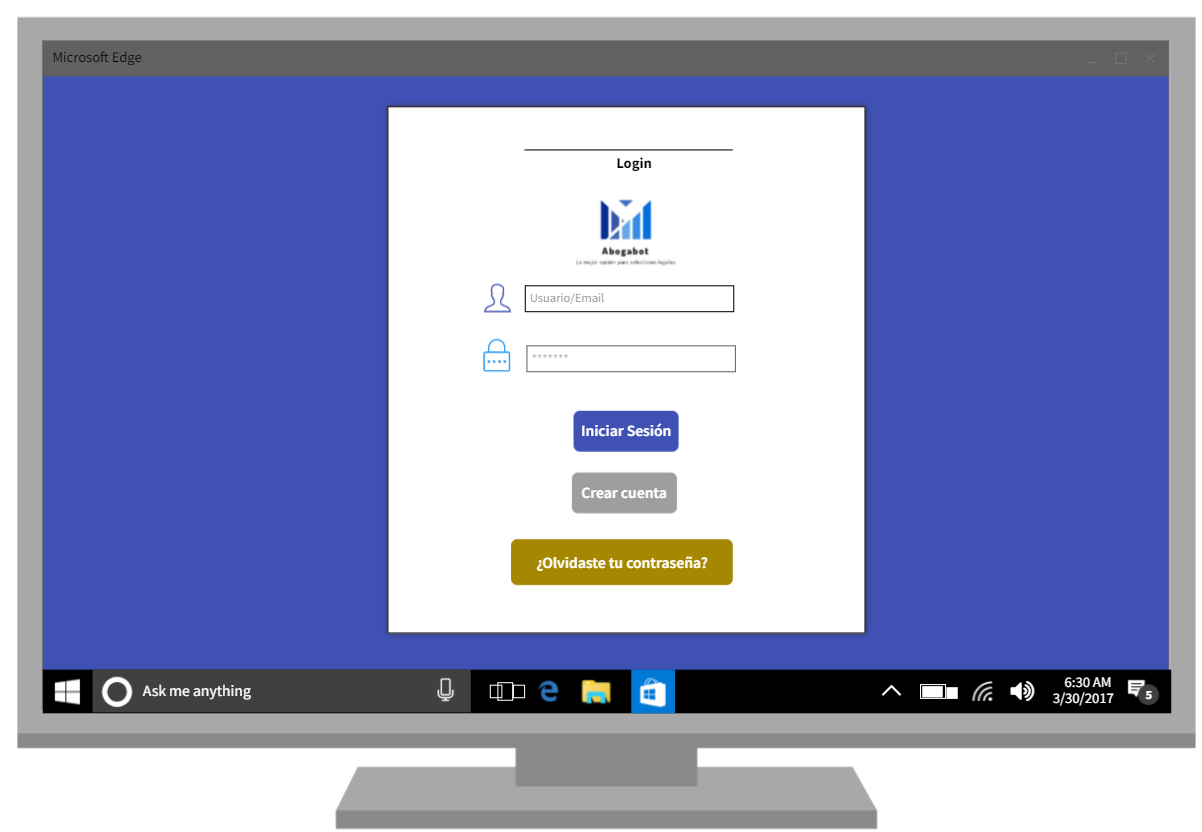 Microsoft Edge
Login
Abogabot
La mejor opción para soluciones legales
Usuario/Email
*******
Iniciar Sesión
Crear cuenta
¿Olvidaste tu contraseña?
Ask me anything
6:30 AM
3/30/2017
5